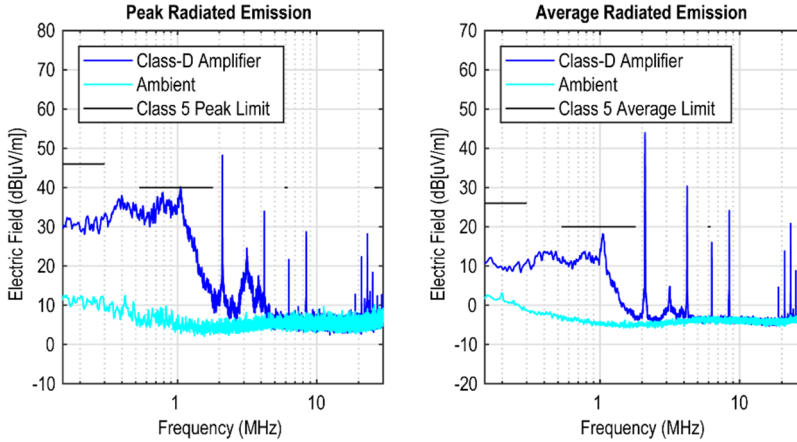 Peak Radiated Emission
80
70
60
50
40
30
20
10
0
-10
Electric Field (dB[uV/m])
Class-D Amplifier
Ambient
Class 5 Peak Limit
1
10
Frequency (MHz)
Average Radiated Emission
70
60
50
40
30
20
10
0
-10
-20
Electric Field (dB[uV/m])
Class-D Amplifier
Ambient
Class 5 Average Limit
1
10
Frequency (MHz)